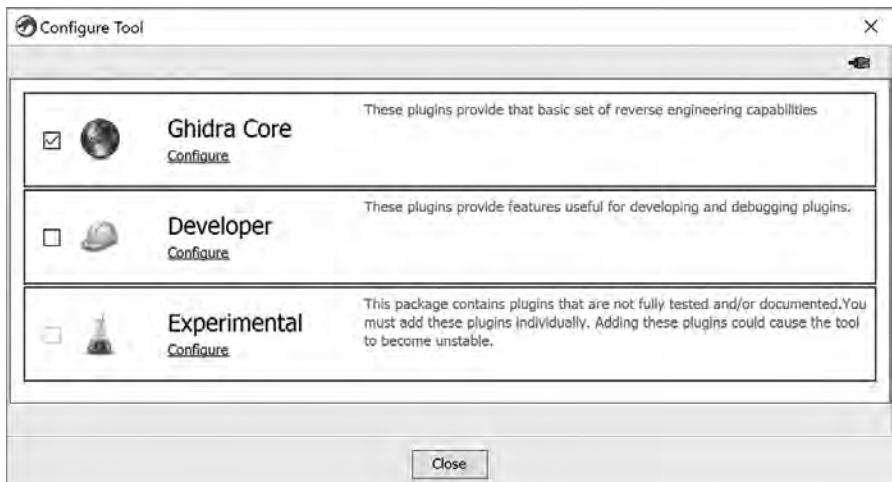 Configure Tool
Ghidra Core
Configure
These plugins provide that basic set of reverse engineering capabilities
Developer
Configure
These plugins provide features useful for developing and debugging plugins.
Experimental
Configure
This package contains plugins that are not fully tested and/or documented.You
must add these plugins individually. Adding these plugins could cause the tool
to become unstable.
Close